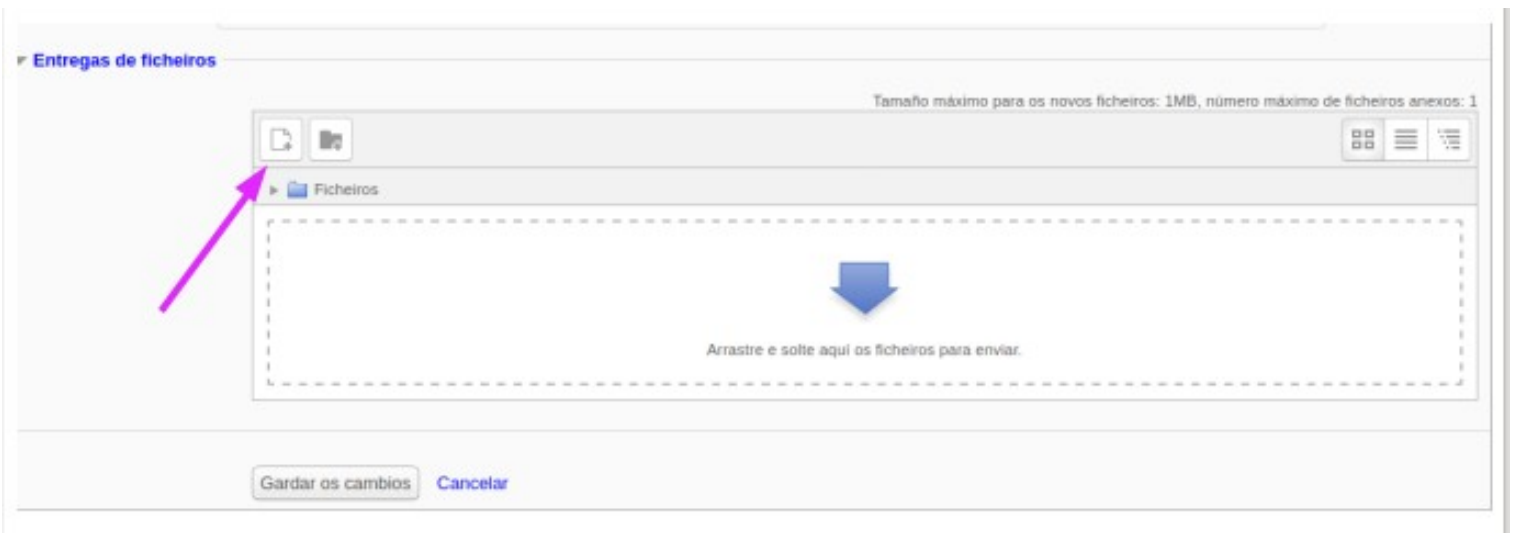 Entregas de ficheiros
Tamaño máximo para os novos ficheiros: 1MB, número máximo de ficheiros anexos: 1
Ficheiros
Arrastre e solte aquí os ficheiros para enviar.
Gardar os cambios Cancelar